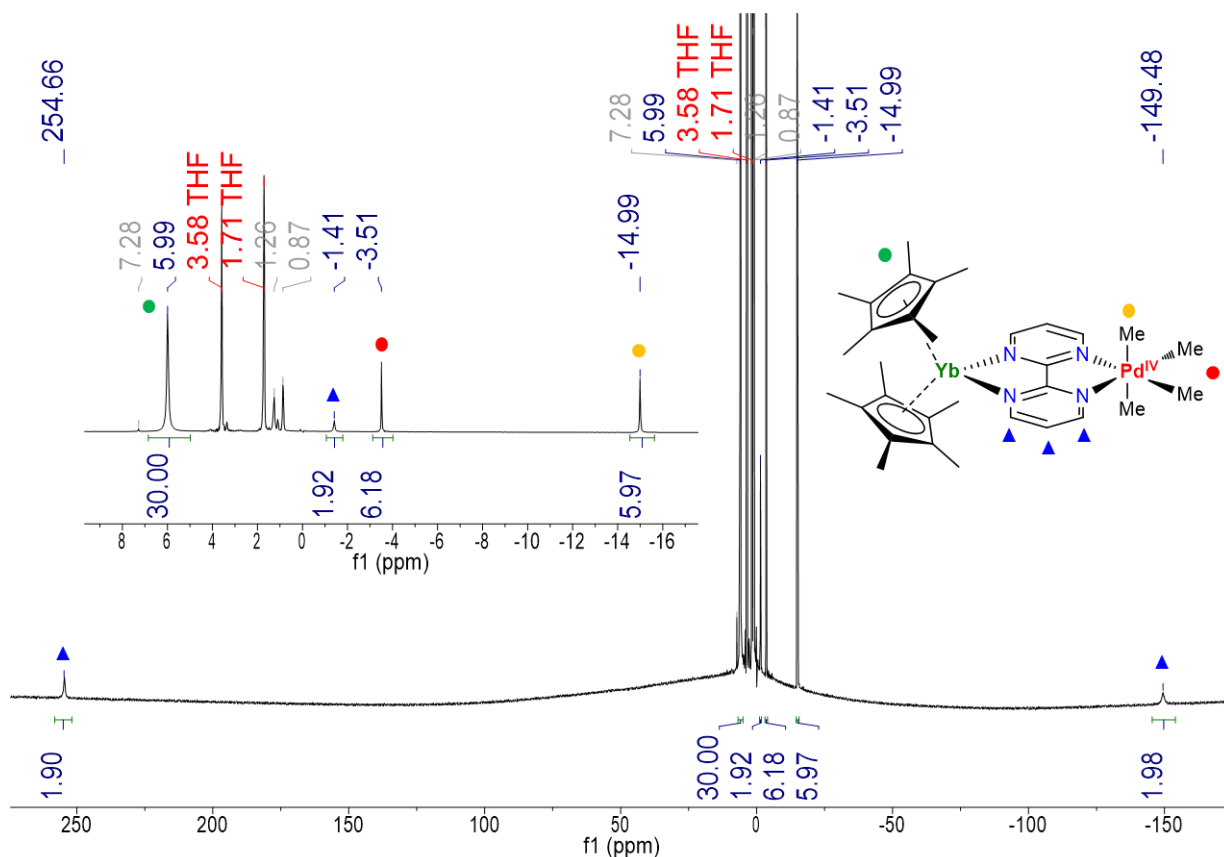 254.66
7.28
5.99
3.58 THF
1.71 THF
1.26
0.87
-1.41
-3.51
-14.99
-149.48
7.28
5.99
3.58 THF
1.71 THF
1.26
0.87
-1.41
-3.51
-14.99
30.00
1.92
6.18
5.97
8 6 4 2 0 -2 -4 -6 -8 -10 -12 -14 -16
f1 (ppm)
Yb
N
N
N
N
Pd^IV
Me
Me
Me
Me
1.90
30.00
1.92
6.18
5.97
1.98
250 200 150 100 50 0 -50 -100 -150
f1 (ppm)